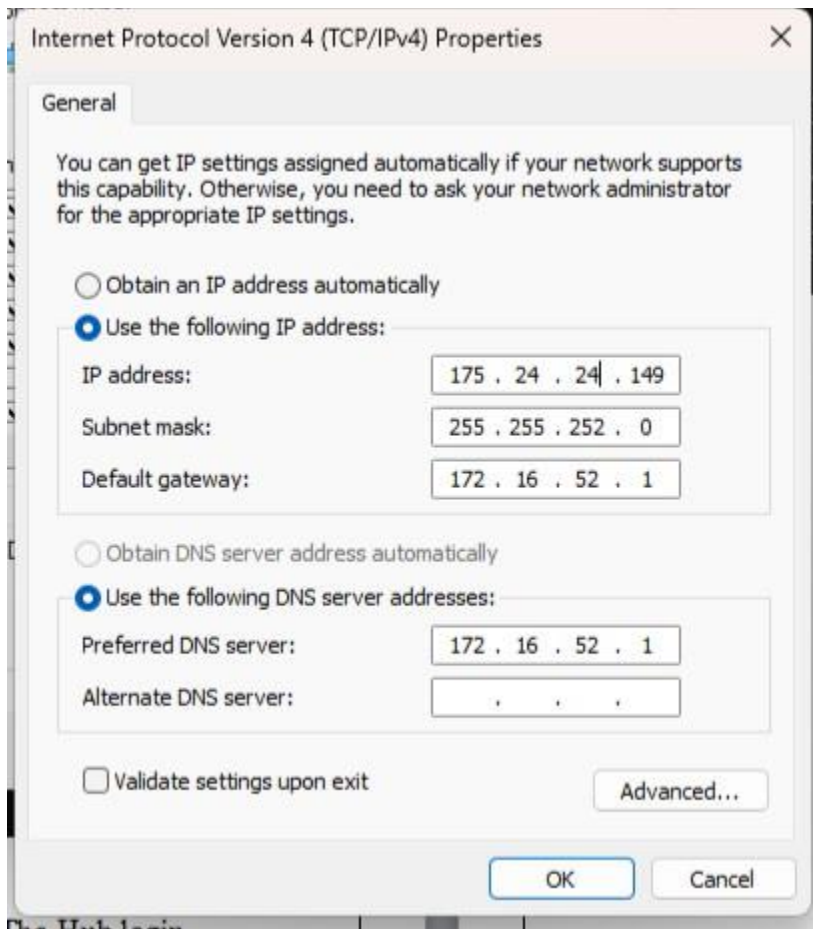 Internet Protocol Version 4 (TCP/IPv4) Properties
General
You can get IP settings assigned automatically if your network supports
this capability. Otherwise, you need to ask your network administrator
for the appropriate IP settings.
Obtain an IP address automatically
Use the following IP address:
IP address: 175 . 24 . 24 . 149
Subnet mask: 255 . 255 . 252 . 0
Default gateway: 172 . 16 . 52 . 1
Obtain DNS server address automatically
Use the following DNS server addresses:
Preferred DNS server: 172 . 16 . 52 . 1
Alternate DNS server: . . .
Validate settings upon exit
Advanced...
OK Cancel
The Hub login